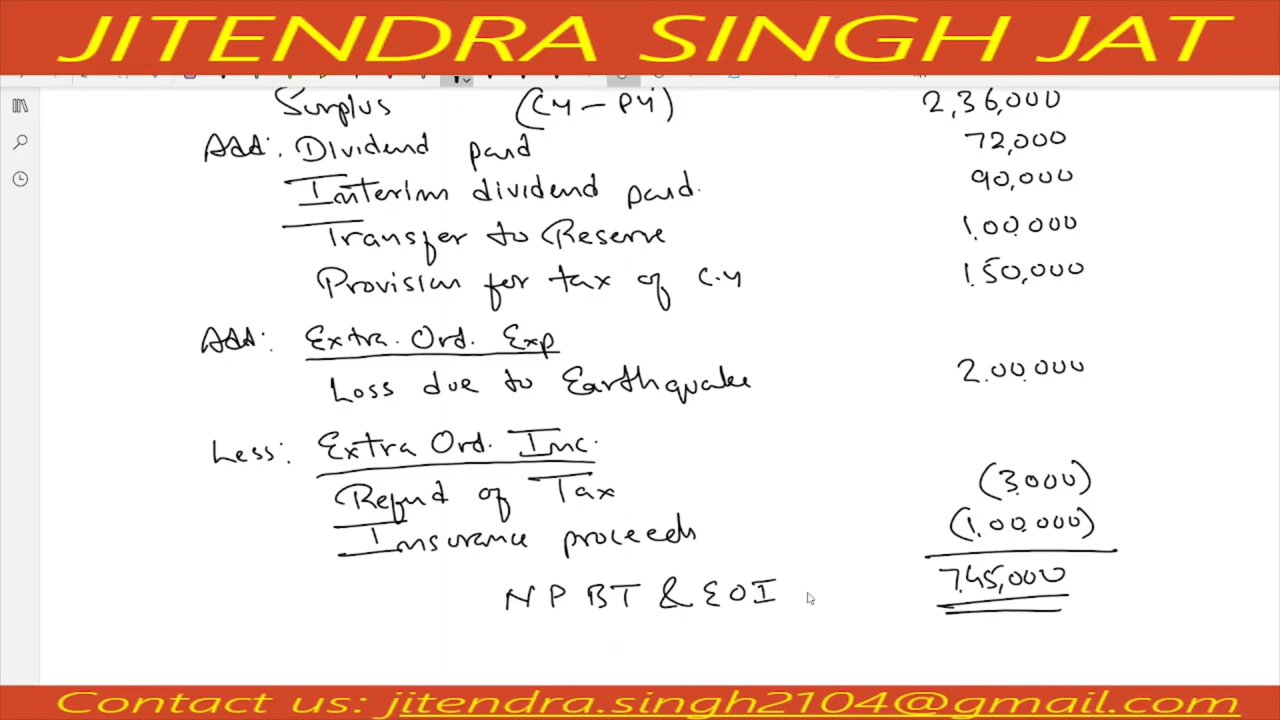 JITENDRA SINGH JAT
Surplus (CY - PY) 2,36,000
Add: Dividend paid 72,000
Interim dividend paid. 90,000
Transfer to Reserve 1,00,000
Provision for tax of C.Y 1,50,000
Add: Extra. Ord. Exp
Loss due to Earthquake 2,00,000
Less: Extra Ord. Inc.
Refund of Tax (3,000)
Insurance proceeds (1,00,000)
N P B T & E O I 7,45,000
Contact us: jitendra.singh2104@gmail.com